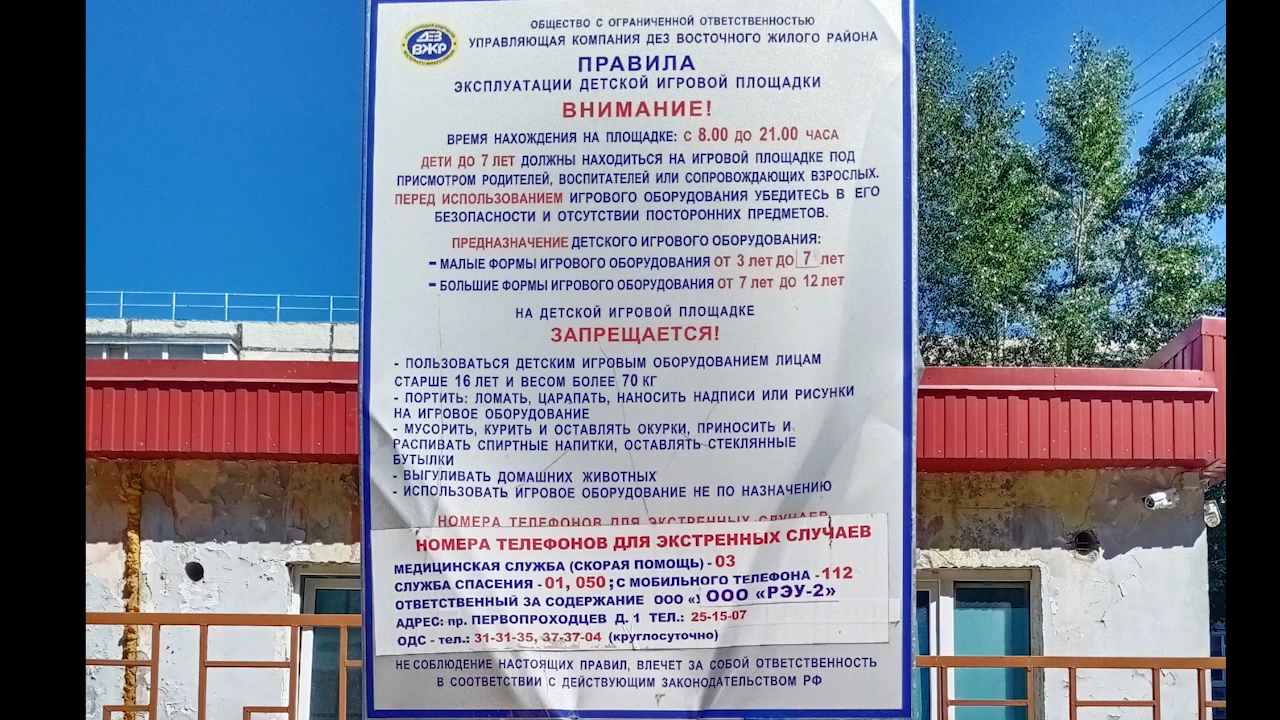 ОБЩЕСТВО С ОГРАНИЧЕННОЙ ОТВЕТСТВЕННОСТЬЮ
УПРАВЛЯЮЩАЯ КОМПАНИЯ ДЕЗ ВОСТОЧНОГО ЖИЛОГО РАЙОНА
ДЕЗ
ВЖР
ПРАВИЛА
ЭКСПЛУАТАЦИИ ДЕТСКОЙ ИГРОВОЙ ПЛОЩАДКИ
ВНИМАНИЕ!
ВРЕМЯ НАХОЖДЕНИЯ НА ПЛОЩАДКЕ: С 8.00 ДО 21.00 ЧАСА
ДЕТИ ДО 7 ЛЕТ ДОЛЖНЫ НАХОДИТЬСЯ НА ИГРОВОЙ ПЛОЩАДКЕ ПОД
ПРИСМОТРОМ РОДИТЕЛЕЙ, ВОСПИТАТЕЛЕЙ ИЛИ СОПРОВОЖДАЮЩИХ ВЗРОСЛЫХ.
ПЕРЕД ИСПОЛЬЗОВАНИЕМ ИГРОВОГО ОБОРУДОВАНИЯ УБЕДИТЕСЬ В ЕГО
БЕЗОПАСНОСТИ И ОТСУТСТВИИ ПОСТОРОННИХ ПРЕДМЕТОВ.
ПРЕДНАЗНАЧЕНИЕ ДЕТСКОГО ИГРОВОГО ОБОРУДОВАНИЯ:
- МАЛЫЕ ФОРМЫ ИГРОВОГО ОБОРУДОВАНИЯ ОТ 3 лет ДО 7 лет
- БОЛЬШИЕ ФОРМЫ ИГРОВОГО ОБОРУДОВАНИЯ ОТ 7 лет ДО 12 лет
НА ДЕТСКОЙ ИГРОВОЙ ПЛОЩАДКЕ
ЗАПРЕЩАЕТСЯ!
- ПОЛЬЗОВАТЬСЯ ДЕТСКИМ ИГРОВЫМ ОБОРУДОВАНИЕМ ЛИЦАМ
СТАРШЕ 16 ЛЕТ И ВЕСОМ БОЛЕЕ 70 КГ
- ПОРТИТЬ: ЛОМАТЬ, ЦАРАПАТЬ, НАНОСИТЬ НАДПИСИ ИЛИ РИСУНКИ
НА ИГРОВОЕ ОБОРУДОВАНИЕ
- МУСОРИТЬ, КУРИТЬ И ОСТАВЛЯТЬ ОКУРКИ, ПРИНОСИТЬ И
РАСПИВАТЬ СПИРТНЫЕ НАПИТКИ, ОСТАВЛЯТЬ СТЕКЛЯННЫЕ
БУТЫЛКИ
- ВЫГУЛИВАТЬ ДОМАШНИХ ЖИВОТНЫХ
- ИСПОЛЬЗОВАТЬ ИГРОВОЕ ОБОРУДОВАНИЕ НЕ ПО НАЗНАЧЕНИЮ
НОМЕРА ТЕЛЕФОНОВ ДЛЯ ЭКСТРЕННЫХ СЛУЧАЕВ
НОМЕРА ТЕЛЕФОНОВ ДЛЯ ЭКСТРЕННЫХ СЛУЧАЕВ
МЕДИЦИНСКАЯ СЛУЖБА (СКОРАЯ ПОМОЩЬ) - 03
СЛУЖБА СПАСЕНИЯ - 01, 050; С МОБИЛЬНОГО ТЕЛЕФОНА - 112
ОТВЕТСТВЕННЫЙ ЗА СОДЕРЖАНИЕ ООО «ООО «РЭУ-2»
АДРЕС: пр. ПЕРВОПРОХОДЦЕВ Д. 1 ТЕЛ.: 25-15-07
ОДС - тел.: 31-31-35, 37-37-04 (круглосуточно)
НЕ СОБЛЮДЕНИЕ НАСТОЯЩИХ ПРАВИЛ, ВЛЕЧЕТ ЗА СОБОЙ ОТВЕТСТВЕННОСТЬ
В СООТВЕТСТВИИ С ДЕЙСТВУЮЩИМ ЗАКОНОДАТЕЛЬСТВОМ РФ